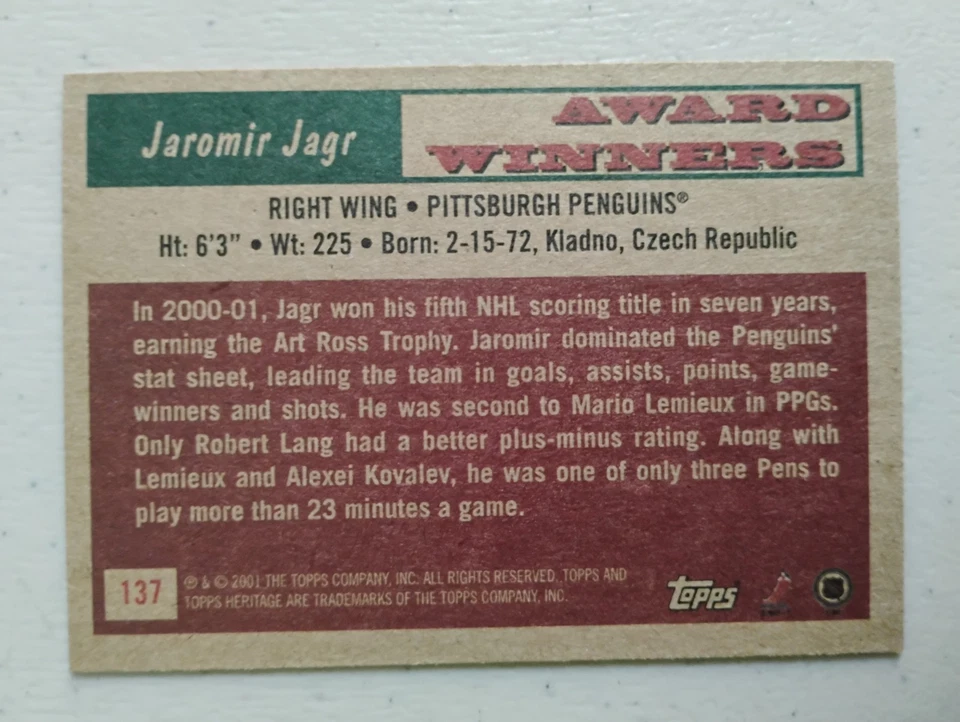 Jaromir Jagr
AWARD
WINNERS
RIGHT WING • PITTSBURGH PENGUINS®
Ht: 6'3" • Wt: 225 • Born: 2-15-72, Kladno, Czech Republic
In 2000-01, Jagr won his fifth NHL scoring title in seven years,
earning the Art Ross Trophy. Jaromir dominated the Penguins'
stat sheet, leading the team in goals, assists, points, game-
winners and shots. He was second to Mario Lemieux in PPGs.
Only Robert Lang had a better plus-minus rating. Along with
Lemieux and Alexei Kovalev, he was one of only three Pens to
play more than 23 minutes a game.
137
℗ & © 2001 THE TOPPS COMPANY, INC. ALL RIGHTS RESERVED. TOPPS AND
TOPPS HERITAGE ARE TRADEMARKS OF THE TOPPS COMPANY, INC.
Topps